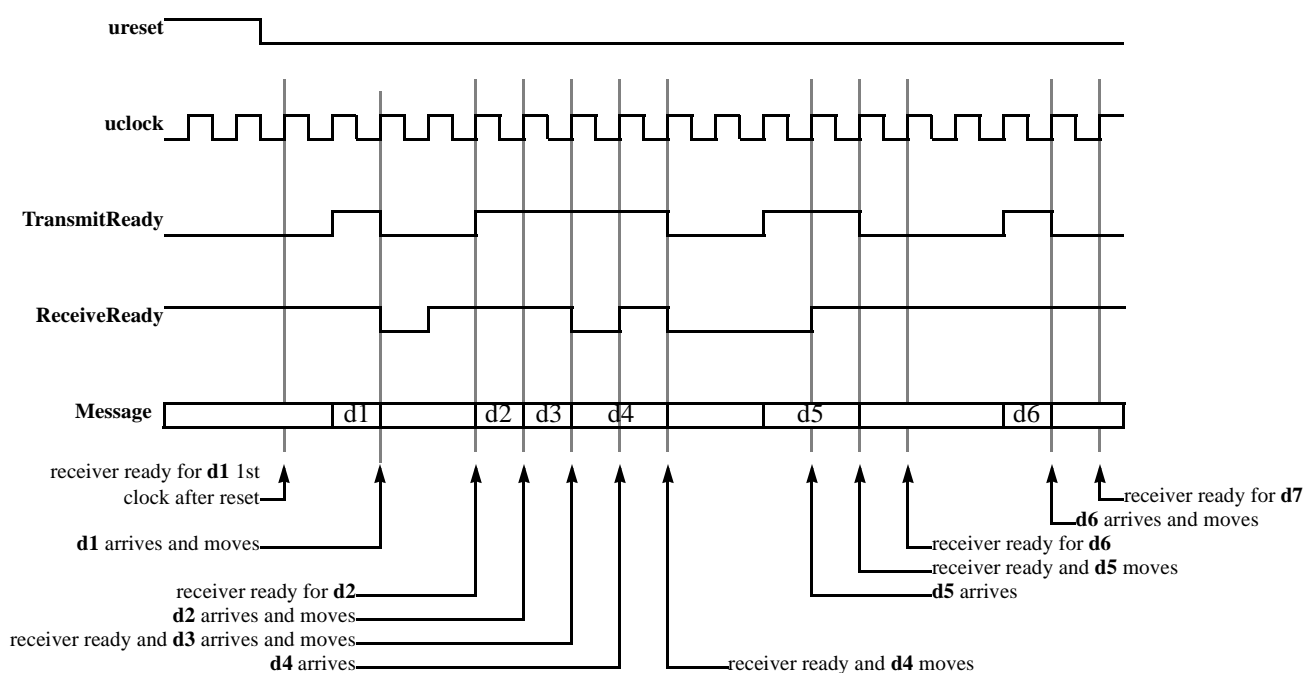 ureset
uclock
TransmitReady
ReceiveReady
Message
d1
d2
d3
d4
d5
d6
receiver ready for d1 1st
clock after reset
d1 arrives and moves
receiver ready for d2
d2 arrives and moves
receiver ready and d3 arrives and moves
d4 arrives
receiver ready and d4 moves
receiver ready for d7
d6 arrives and moves
receiver ready for d6
receiver ready and d5 moves
d5 arrives